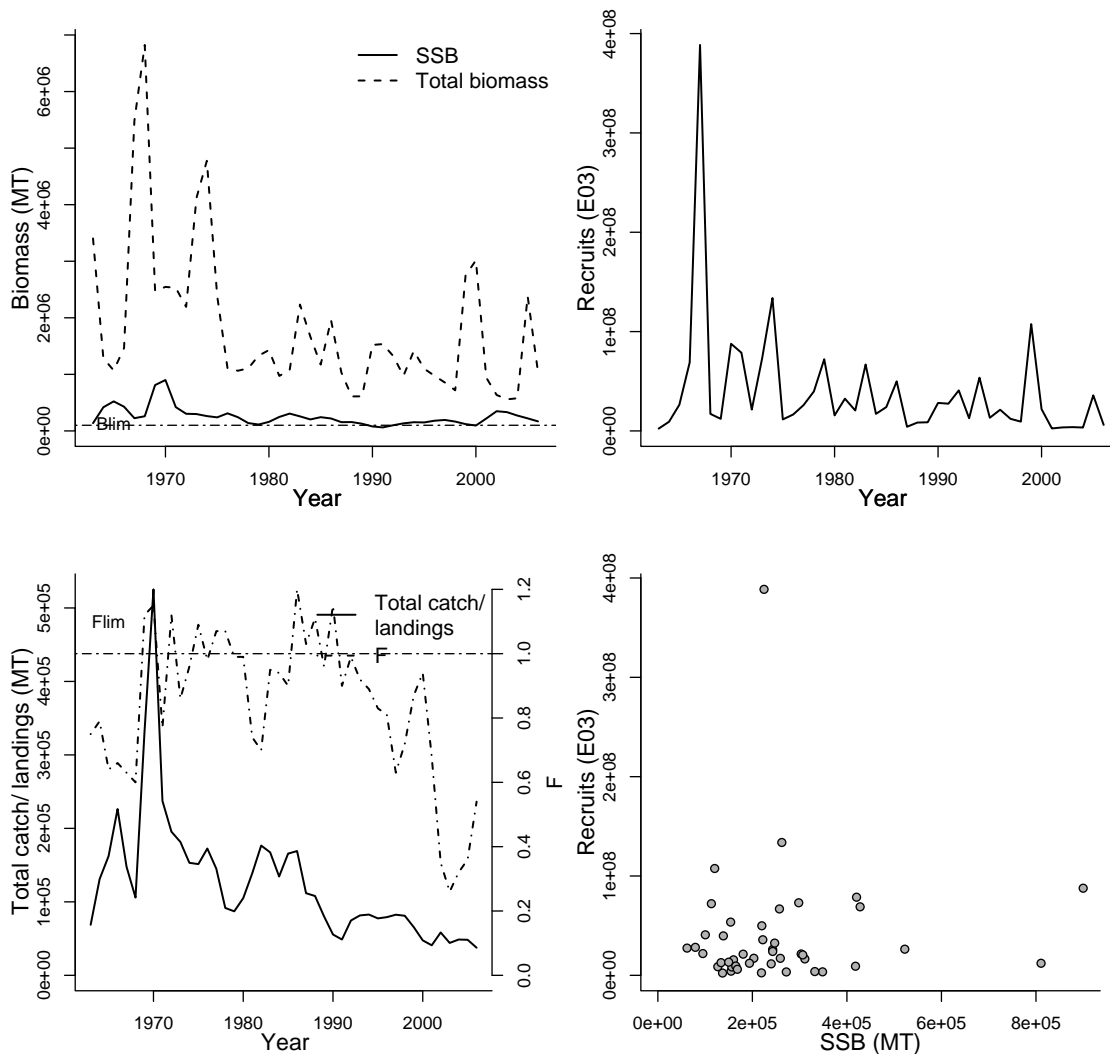 SSB
Total biomass
Biomass (MT)
0e+00
2e+06
4e+06
6e+06
Blim
1970
1980
1990
2000
Year
Recruits (E03)
0e+00
1e+08
2e+08
3e+08
4e+08
1970
1980
1990
2000
Year
Total catch/ landings (MT)
0e+00
1e+05
2e+05
3e+05
4e+05
5e+05
Flim
Total catch/
landings
F
0.0
0.2
0.4
0.6
0.8
1.0
1.2
F
1970
1980
1990
2000
Year
Recruits (E03)
0e+00
1e+08
2e+08
3e+08
4e+08
0e+00
2e+05
4e+05
6e+05
8e+05
SSB (MT)